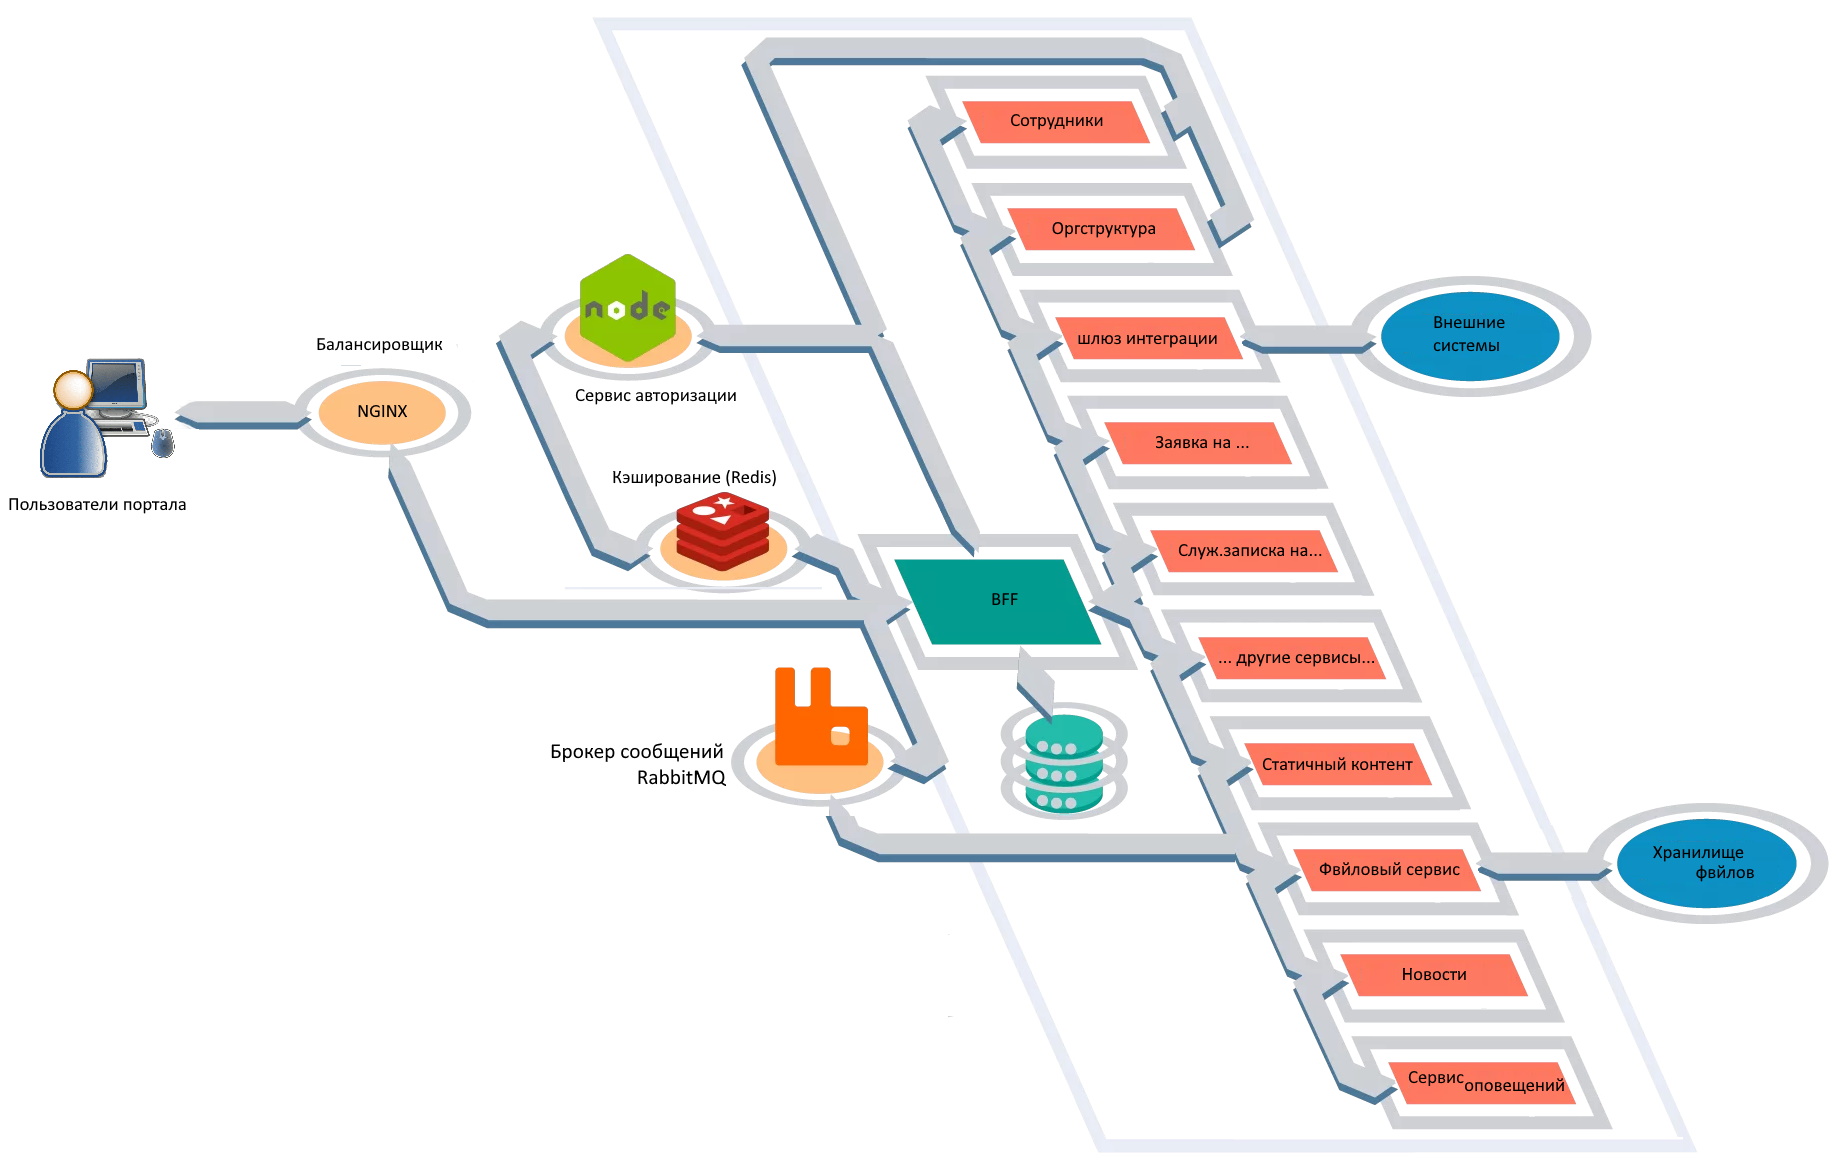 Сотрудники
Оргструктура
шлюз интеграции
Внешние
системы
Заявка на ...
Служ.записка на...
... другие сервисы...
Статичный контент
Фвйловый сервис
Хранилище
фвйлов
Новости
Сервис оповещений
node
Сервис авторизации
Балансировщик
NGINX
Пользователи портала
Кэширование (Redis)
BFF
Брокер сообщений
RabbitMQ